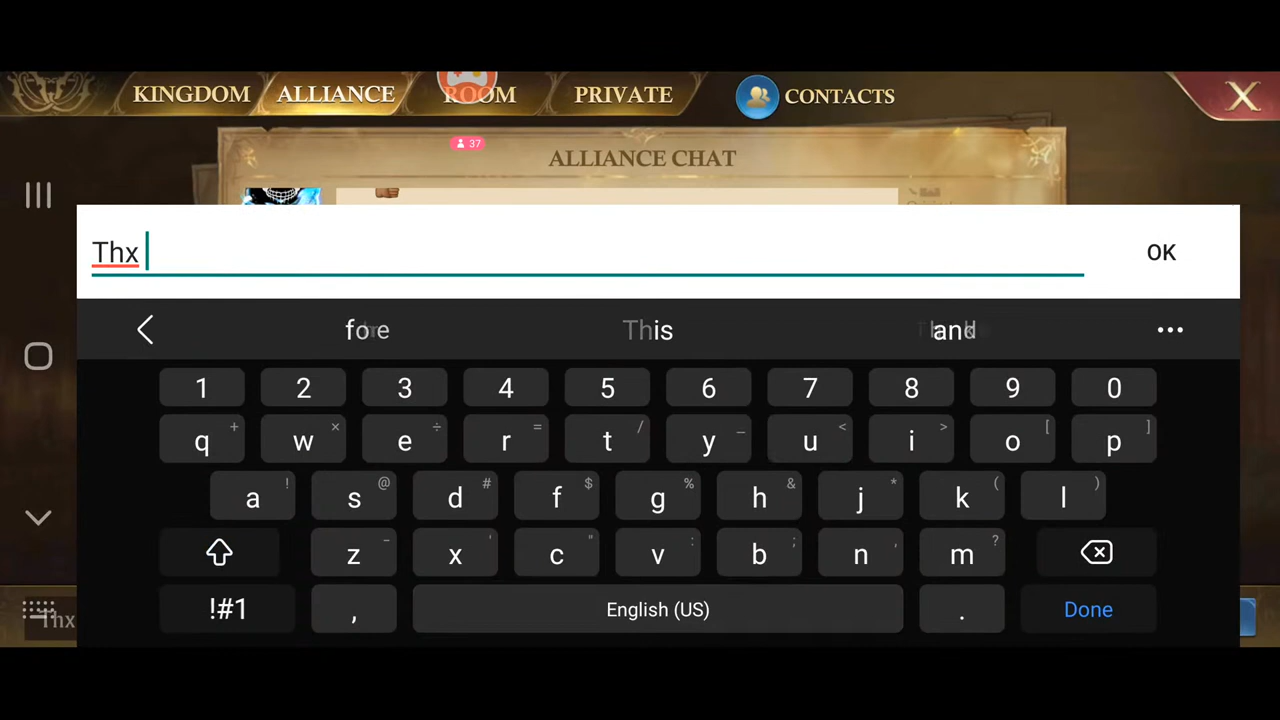 KINGDOM ALLIANCE ROOM PRIVATE CONTACTS X
37
ALLIANCE CHAT
Thx OK
This and
1 2 3 4 5 6 7 8 9 0
+ × ÷ = / _ < > [ ]
q w e r t y u i o p
! @ # $ % & * ( )
a s d f g h j k l
- ' " : ; , ?
z x c v b n m
!#1 , English (US) . Done
Thx